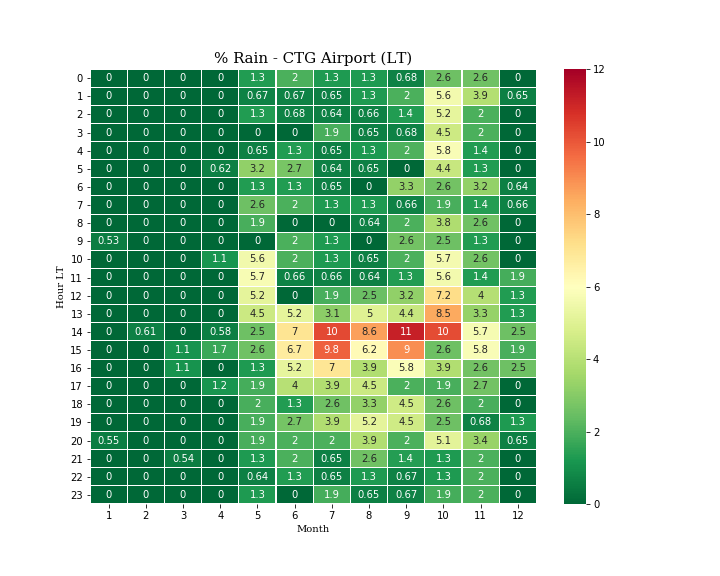 % Rain - CTG Airport (LT)
0 0 0 0 0 1.3 2 1.3 1.3 0.68 2.6 2.6 0
1 0 0 0 0 0.67 0.67 0.65 1.3 2 5.6 3.9 0.65
2 0 0 0 0 1.3 0.68 0.64 0.66 1.4 5.2 2 0
3 0 0 0 0 0 0 1.9 0.65 0.68 4.5 2 0
4 0 0 0 0 0.65 1.3 0.65 1.3 2 5.8 1.3 0
5 0 0 0 0.62 3.2 2.7 0.64 0.65 0 4.4 1.3 0
6 0 0 0 0 1.3 1.3 0.65 0 3.3 2.6 3.2 0.64
7 0 0 0 0 2.6 2 1.3 1.3 0.66 1.9 1.4 0.66
8 0 0 0 0 1.9 0 0 0.64 2 3.8 2.6 0
9 0.53 0 0 0 0 2 1.3 0 2.6 2.5 1.3 0
10 0 0 0 1.1 5.6 2 1.3 0.65 2 5.7 2.6 0
11 0 0 0 0 5.7 0.66 0.66 0.64 1.3 5.6 1.4 1.9
12 0 0 0 0 5.2 0 1.9 2.5 3.2 7.2 4 1.3
13 0 0 0 0 4.5 5.2 3.1 5 4.4 8.5 3.3 1.3
14 0 0.61 0 0.58 2.5 7 10 8.6 11 10 5.7 2.5
15 0 0 1.1 1.7 2.6 6.7 9.8 6.2 9 2.6 5.8 1.9
16 0 0 1.1 0 1.3 5.2 7 3.9 5.8 3.9 2.6 2.5
17 0 0 0 1.2 1.9 4 3.9 4.5 2 1.9 2.7 0
18 0 0 0 0 2 1.3 2.6 3.3 4.5 2.6 2 0
19 0 0 0 0 1.9 2.7 3.9 5.2 4.5 2.5 0.68 1.3
20 0.55 0 0 0 1.9 2 2 3.9 2 5.1 3.4 0.65
21 0 0 0.54 0 1.3 2 0.65 2.6 1.4 1.3 2 0
22 0 0 0 0 0.64 1.3 0.65 1.3 0.67 1.3 2 0
23 0 0 0 0 1.3 0 1.9 0.65 0.67 1.9 2 0
1 2 3 4 5 6 7 8 9 10 11 12
Month
Hour LT
12
10
8
6
4
2
0